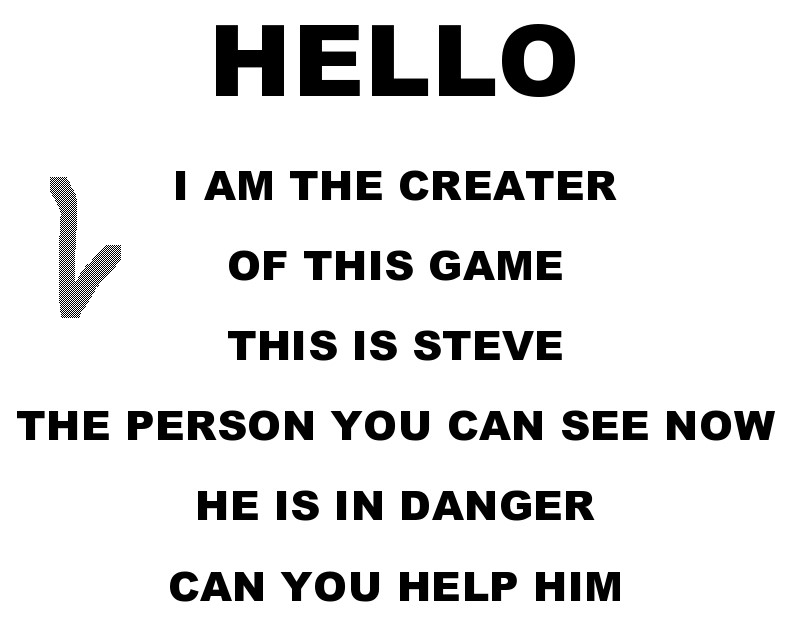 HELLO
I AM THE CREATER
OF THIS GAME
THIS IS STEVE
THE PERSON YOU CAN SEE NOW
HE IS IN DANGER
CAN YOU HELP HIM